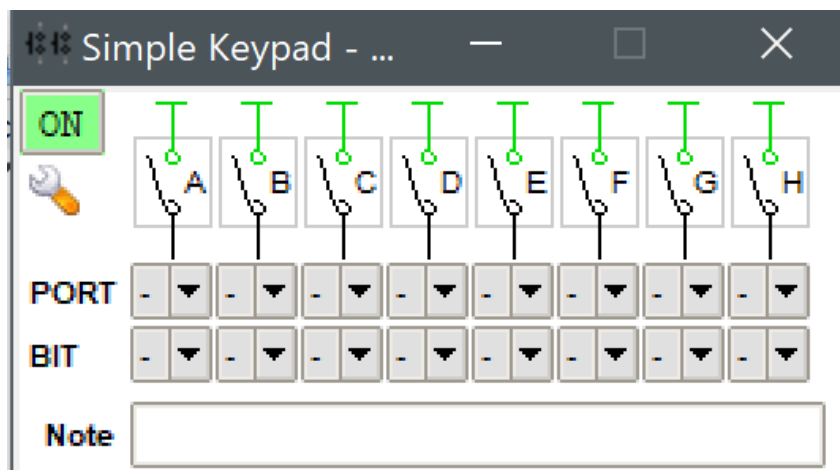 Simple Keypad - ...
ON
A B C D E F G H
PORT - - - - - - - -
BIT - - - - - - - -
Note